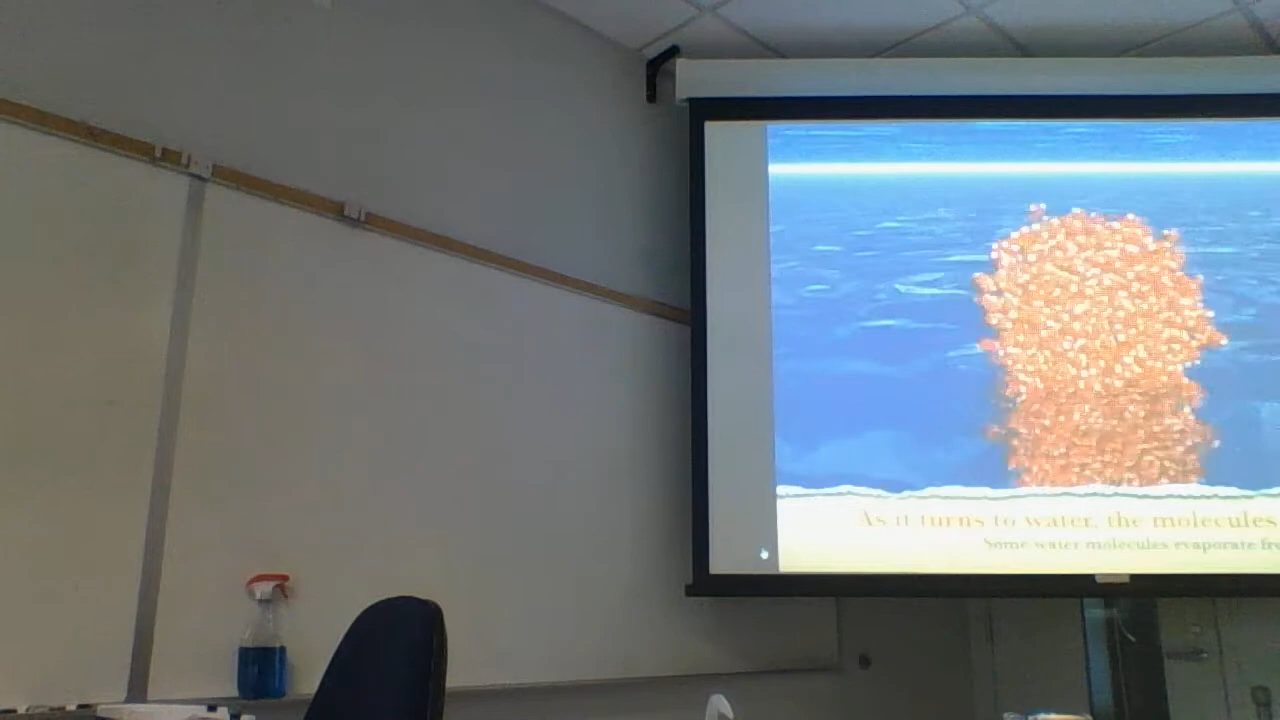 As it turns to water, the molecules
Some water molecules evaporate